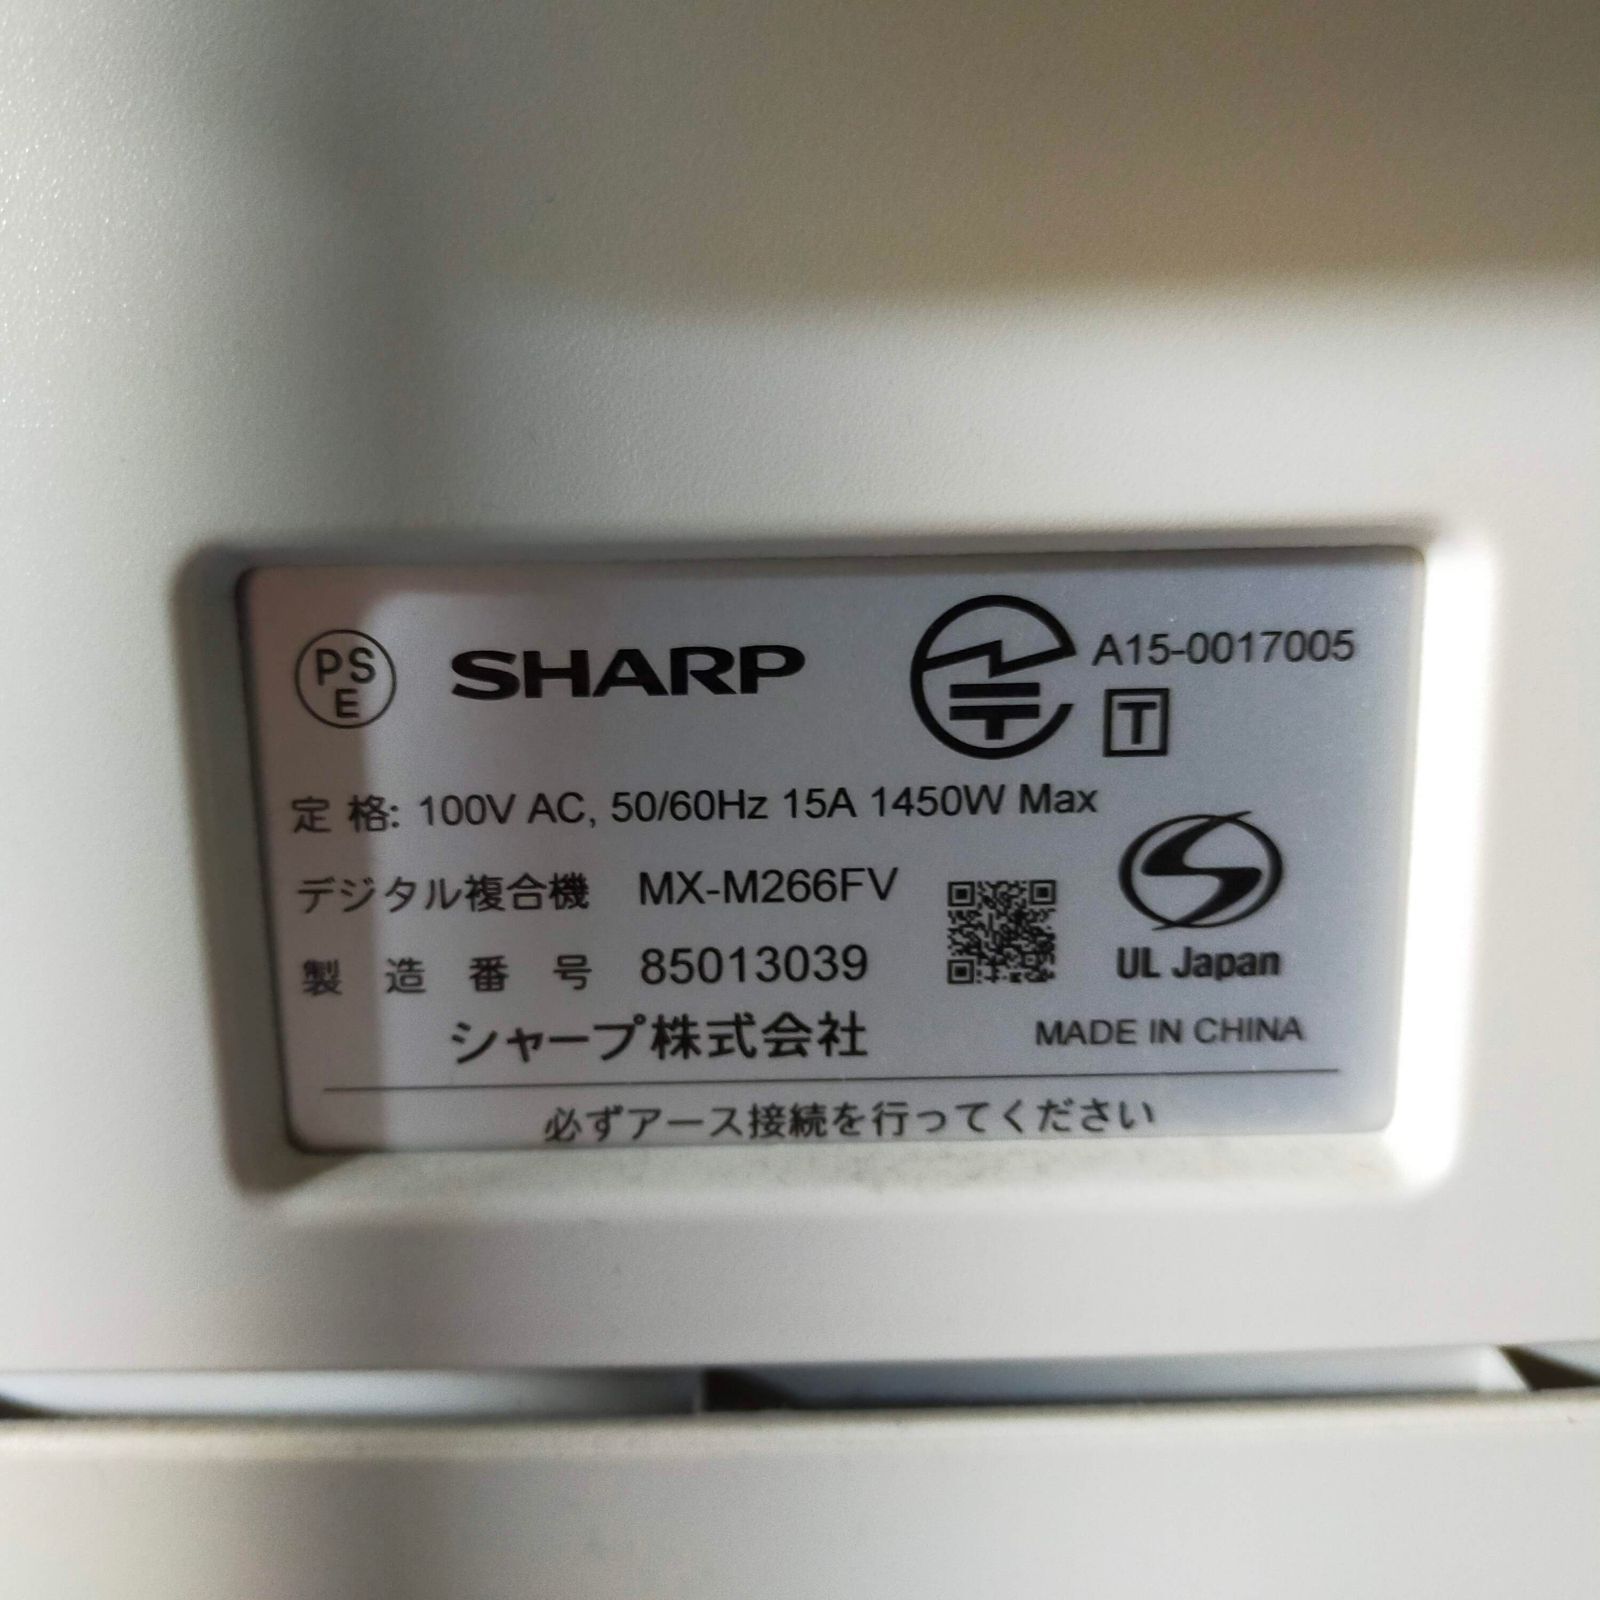 PS
E
SHARP
A15-0017005
T
定 格: 100V AC, 50/60Hz 15A 1450W Max
デジタル複合機 MX-M266FV
製 造 番 号 85013039
UL Japan
シャープ株式会社
MADE IN CHINA
必ずアース接続を行ってください